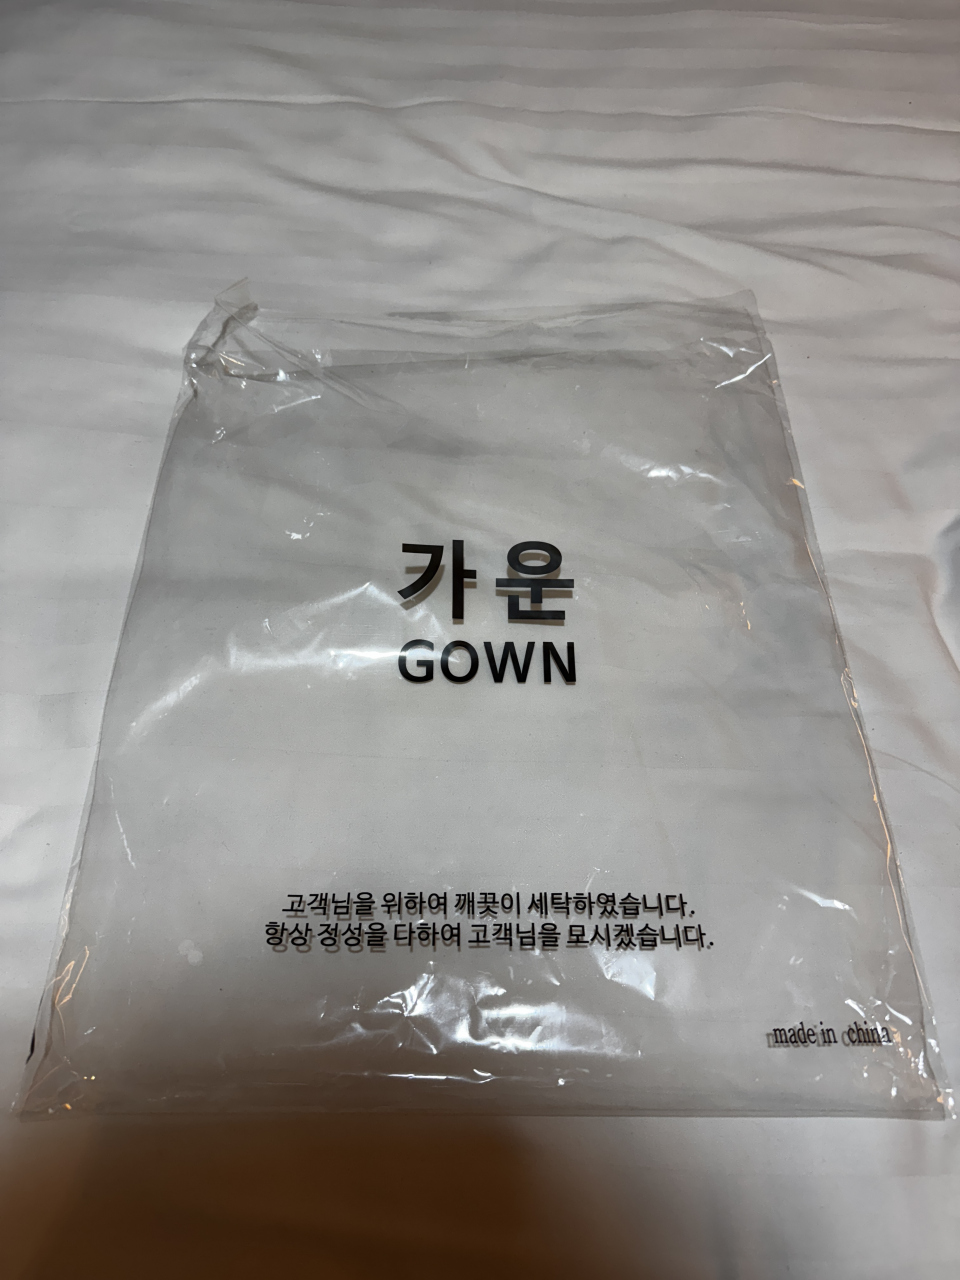 가운
GOWN
고객님을 위하여 깨끗이 세탁하였습니다.
항상 정성을 다하여 고객님을 모시겠습니다.
made in china